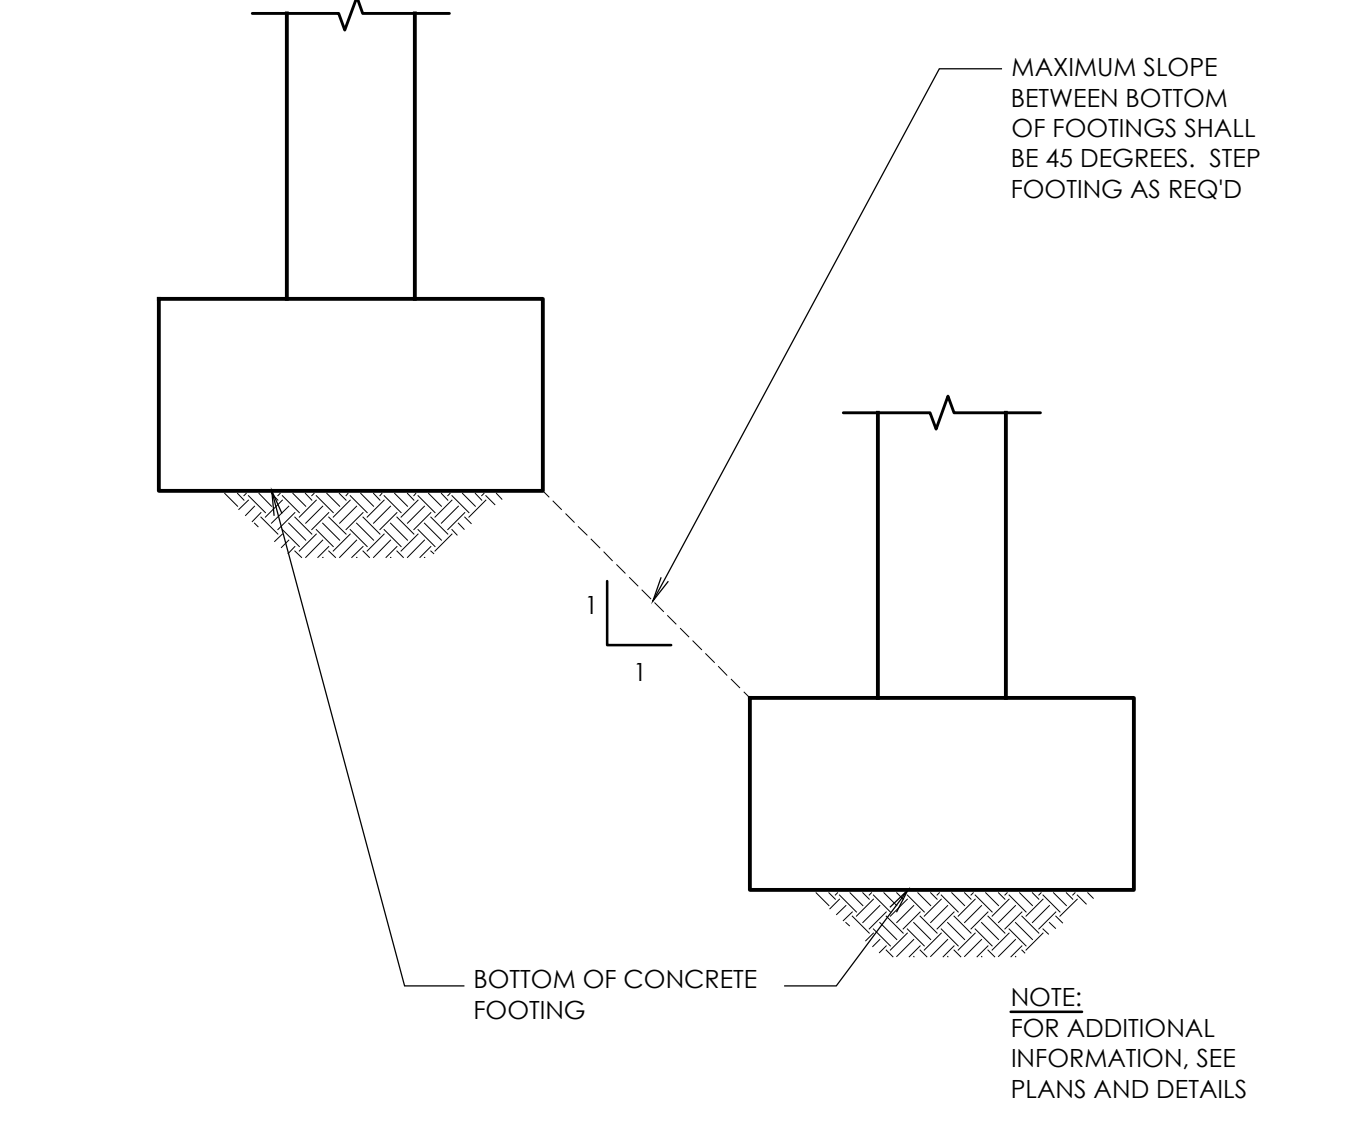 MAXIMUM SLOPE
BETWEEN BOTTOM
OF FOOTINGS SHALL
BE 45 DEGREES.  STEP
FOOTING AS REQ'D
1
1
BOTTOM OF CONCRETE
FOOTING
NOTE:
FOR ADDITIONAL
INFORMATION, SEE
PLANS AND DETAILS